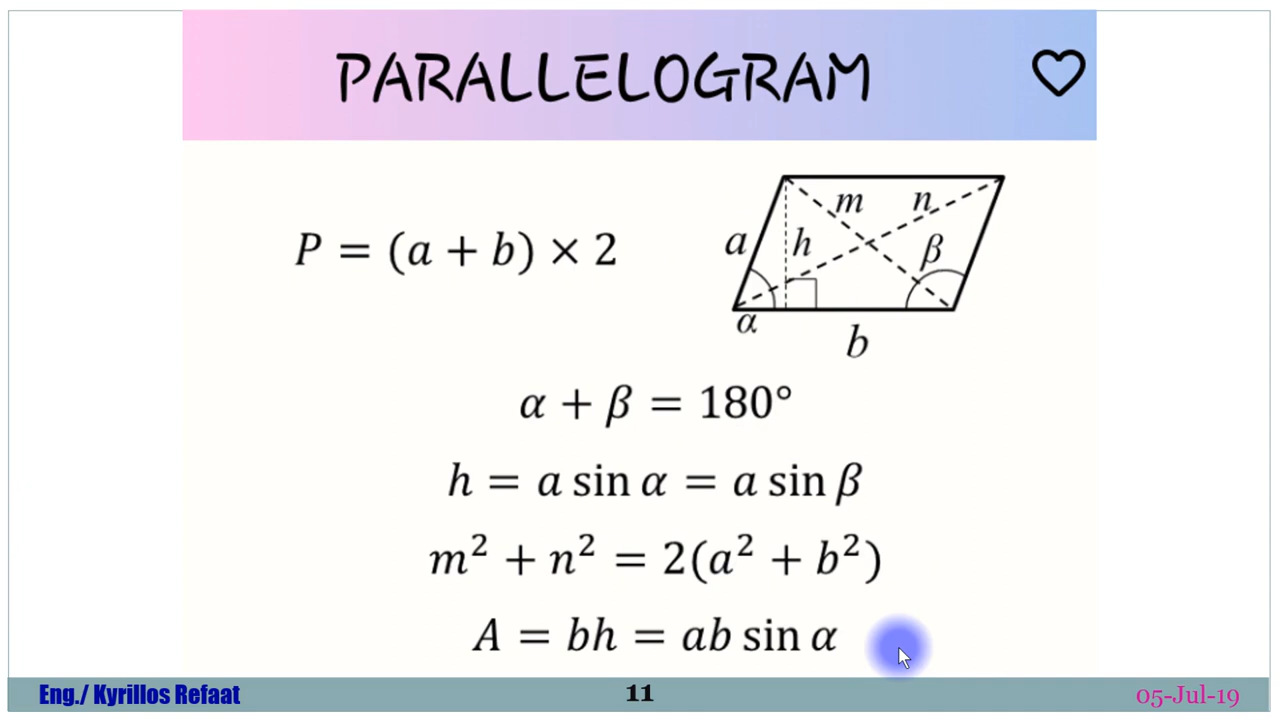 PARALLELOGRAM
P = (a + b) × 2
m n
a h β
α
b
α + β = 180°
h = a sin α = a sin β
m² + n² = 2(a² + b²)
A = bh = ab sin α
Eng./ Kyrillos Refaat 11 05-Jul-19